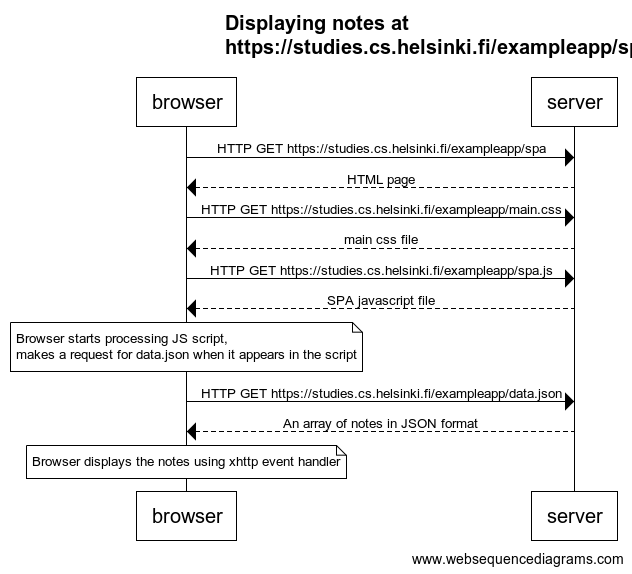 Displaying notes at
https://studies.cs.helsinki.fi/exampleapp/sp
browser
server
HTTP GET https://studies.cs.helsinki.fi/exampleapp/spa
HTML page
HTTP GET https://studies.cs.helsinki.fi/exampleapp/main.css
main css file
HTTP GET https://studies.cs.helsinki.fi/exampleapp/spa.js
SPA javascript file
Browser starts processing JS script,
makes a request for data.json when it appears in the script
HTTP GET https://studies.cs.helsinki.fi/exampleapp/data.json
An array of notes in JSON format
Browser displays the notes using xhttp event handler
browser
server
www.websequencediagrams.com